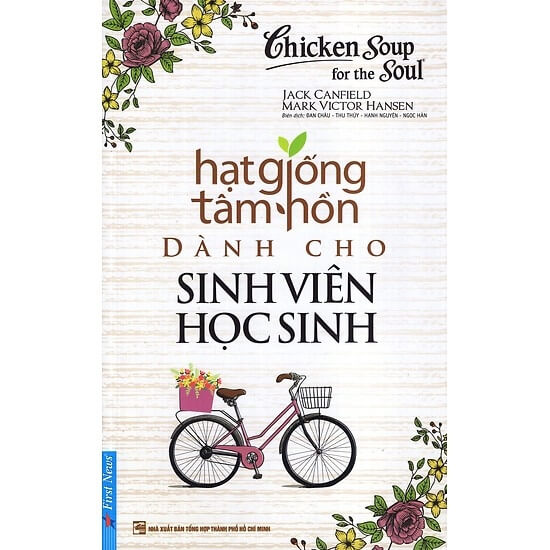 Chicken Soup
for the Soul®
JACK CANFIELD
MARK VICTOR HANSEN
Biên dịch: ĐAN CHÂU - THU THỦY - HẠNH NGUYÊN - NGỌC HÂN
hạt giống
tâm hồn
DÀNH CHO
SINH VIÊN
HỌC SINH
First News
NHÀ XUẤT BẢN TỔNG HỢP THÀNH PHỐ HỒ CHÍ MINH